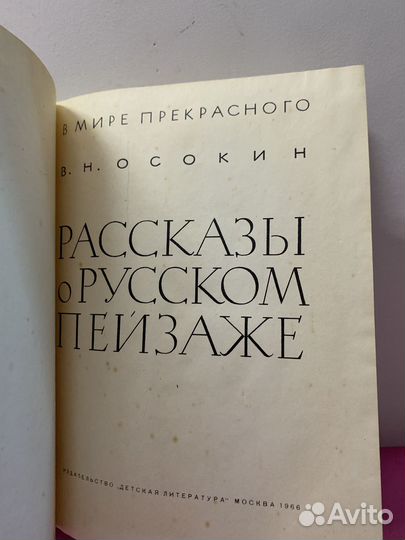 В МИРЕ ПРЕКРАСНОГО
В. Н. ОСОКИН
РАССКАЗЫ
о РУССКОМ
ПЕЙЗАЖЕ
ИЗДАТЕЛЬСТВО „ДЕТСКАЯ ЛИТЕРАТУРА" МОСКВА 1966
Avito